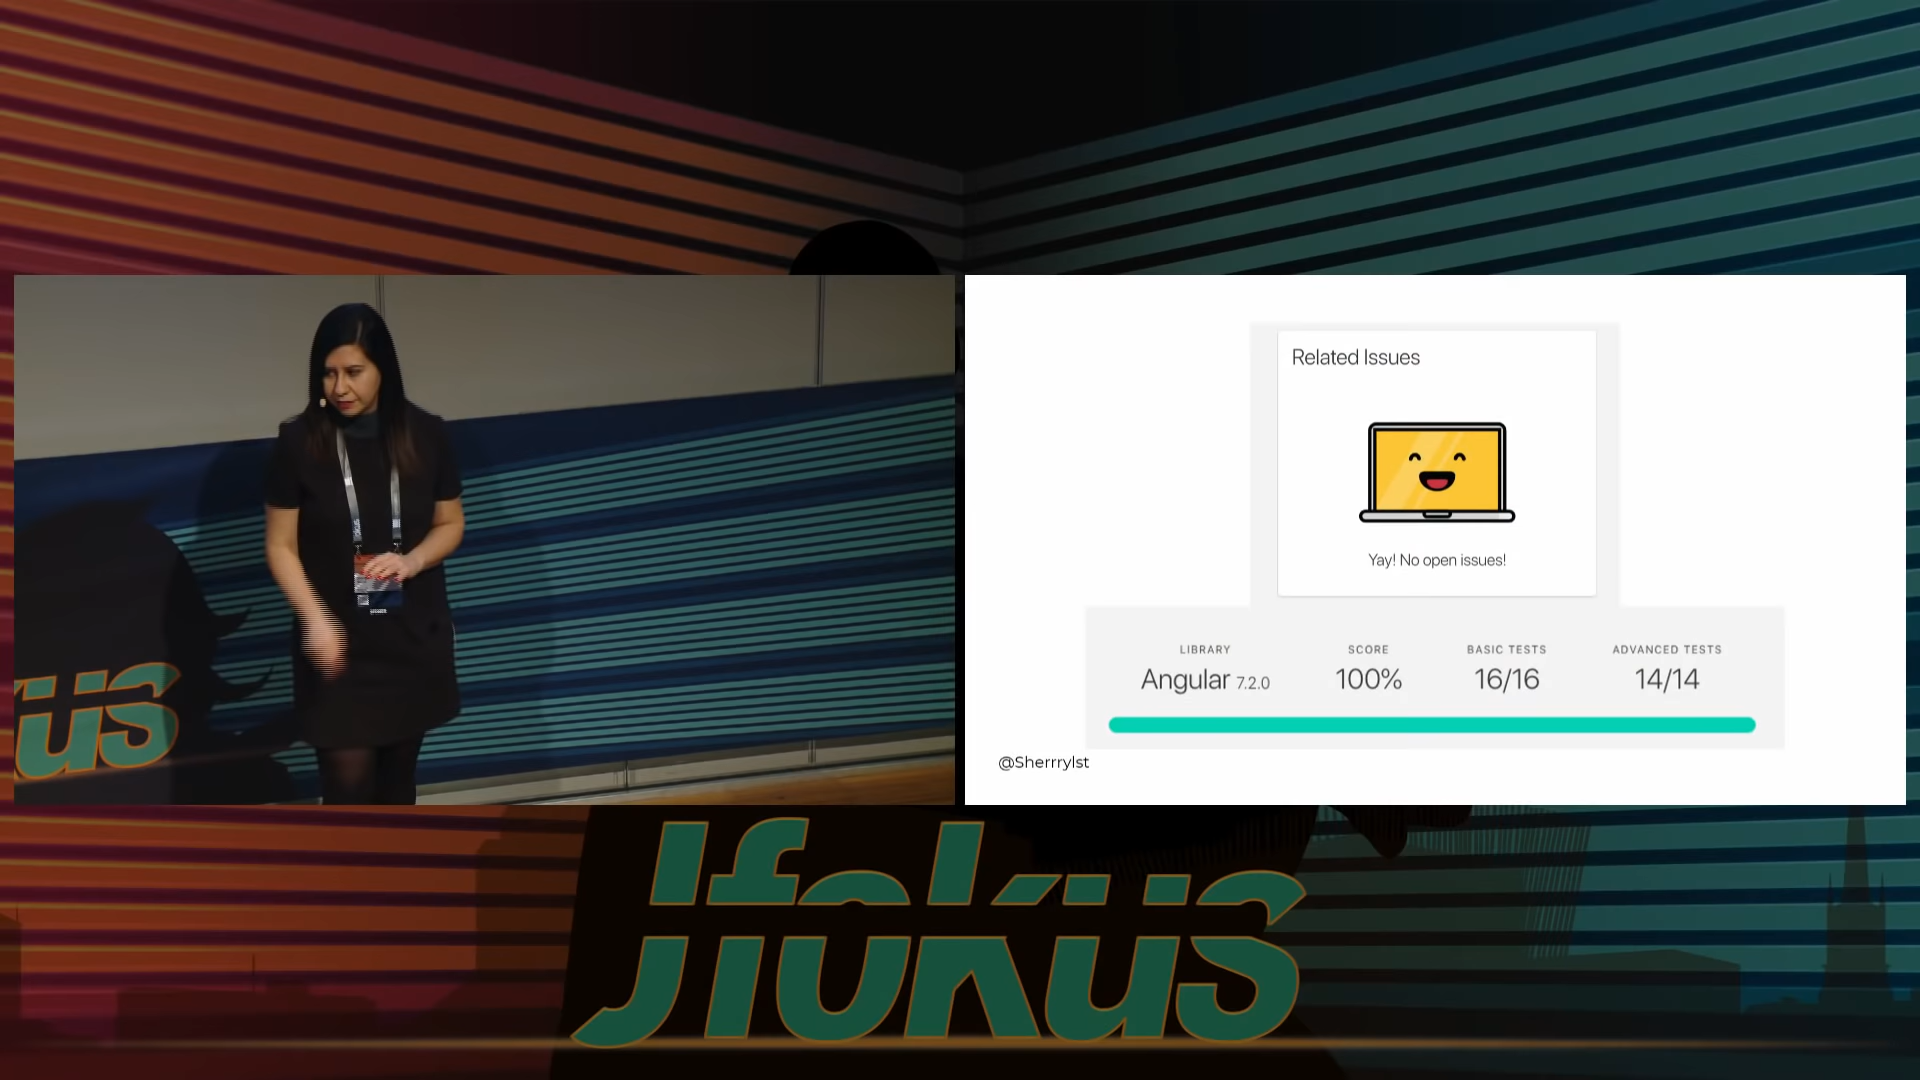 Related Issues
Yay! No open issues!
LIBRARY SCORE BASIC TESTS ADVANCED TESTS
Angular 7.2.0 100% 16/16 14/14
@Sherrrylst
üs
Jfokus